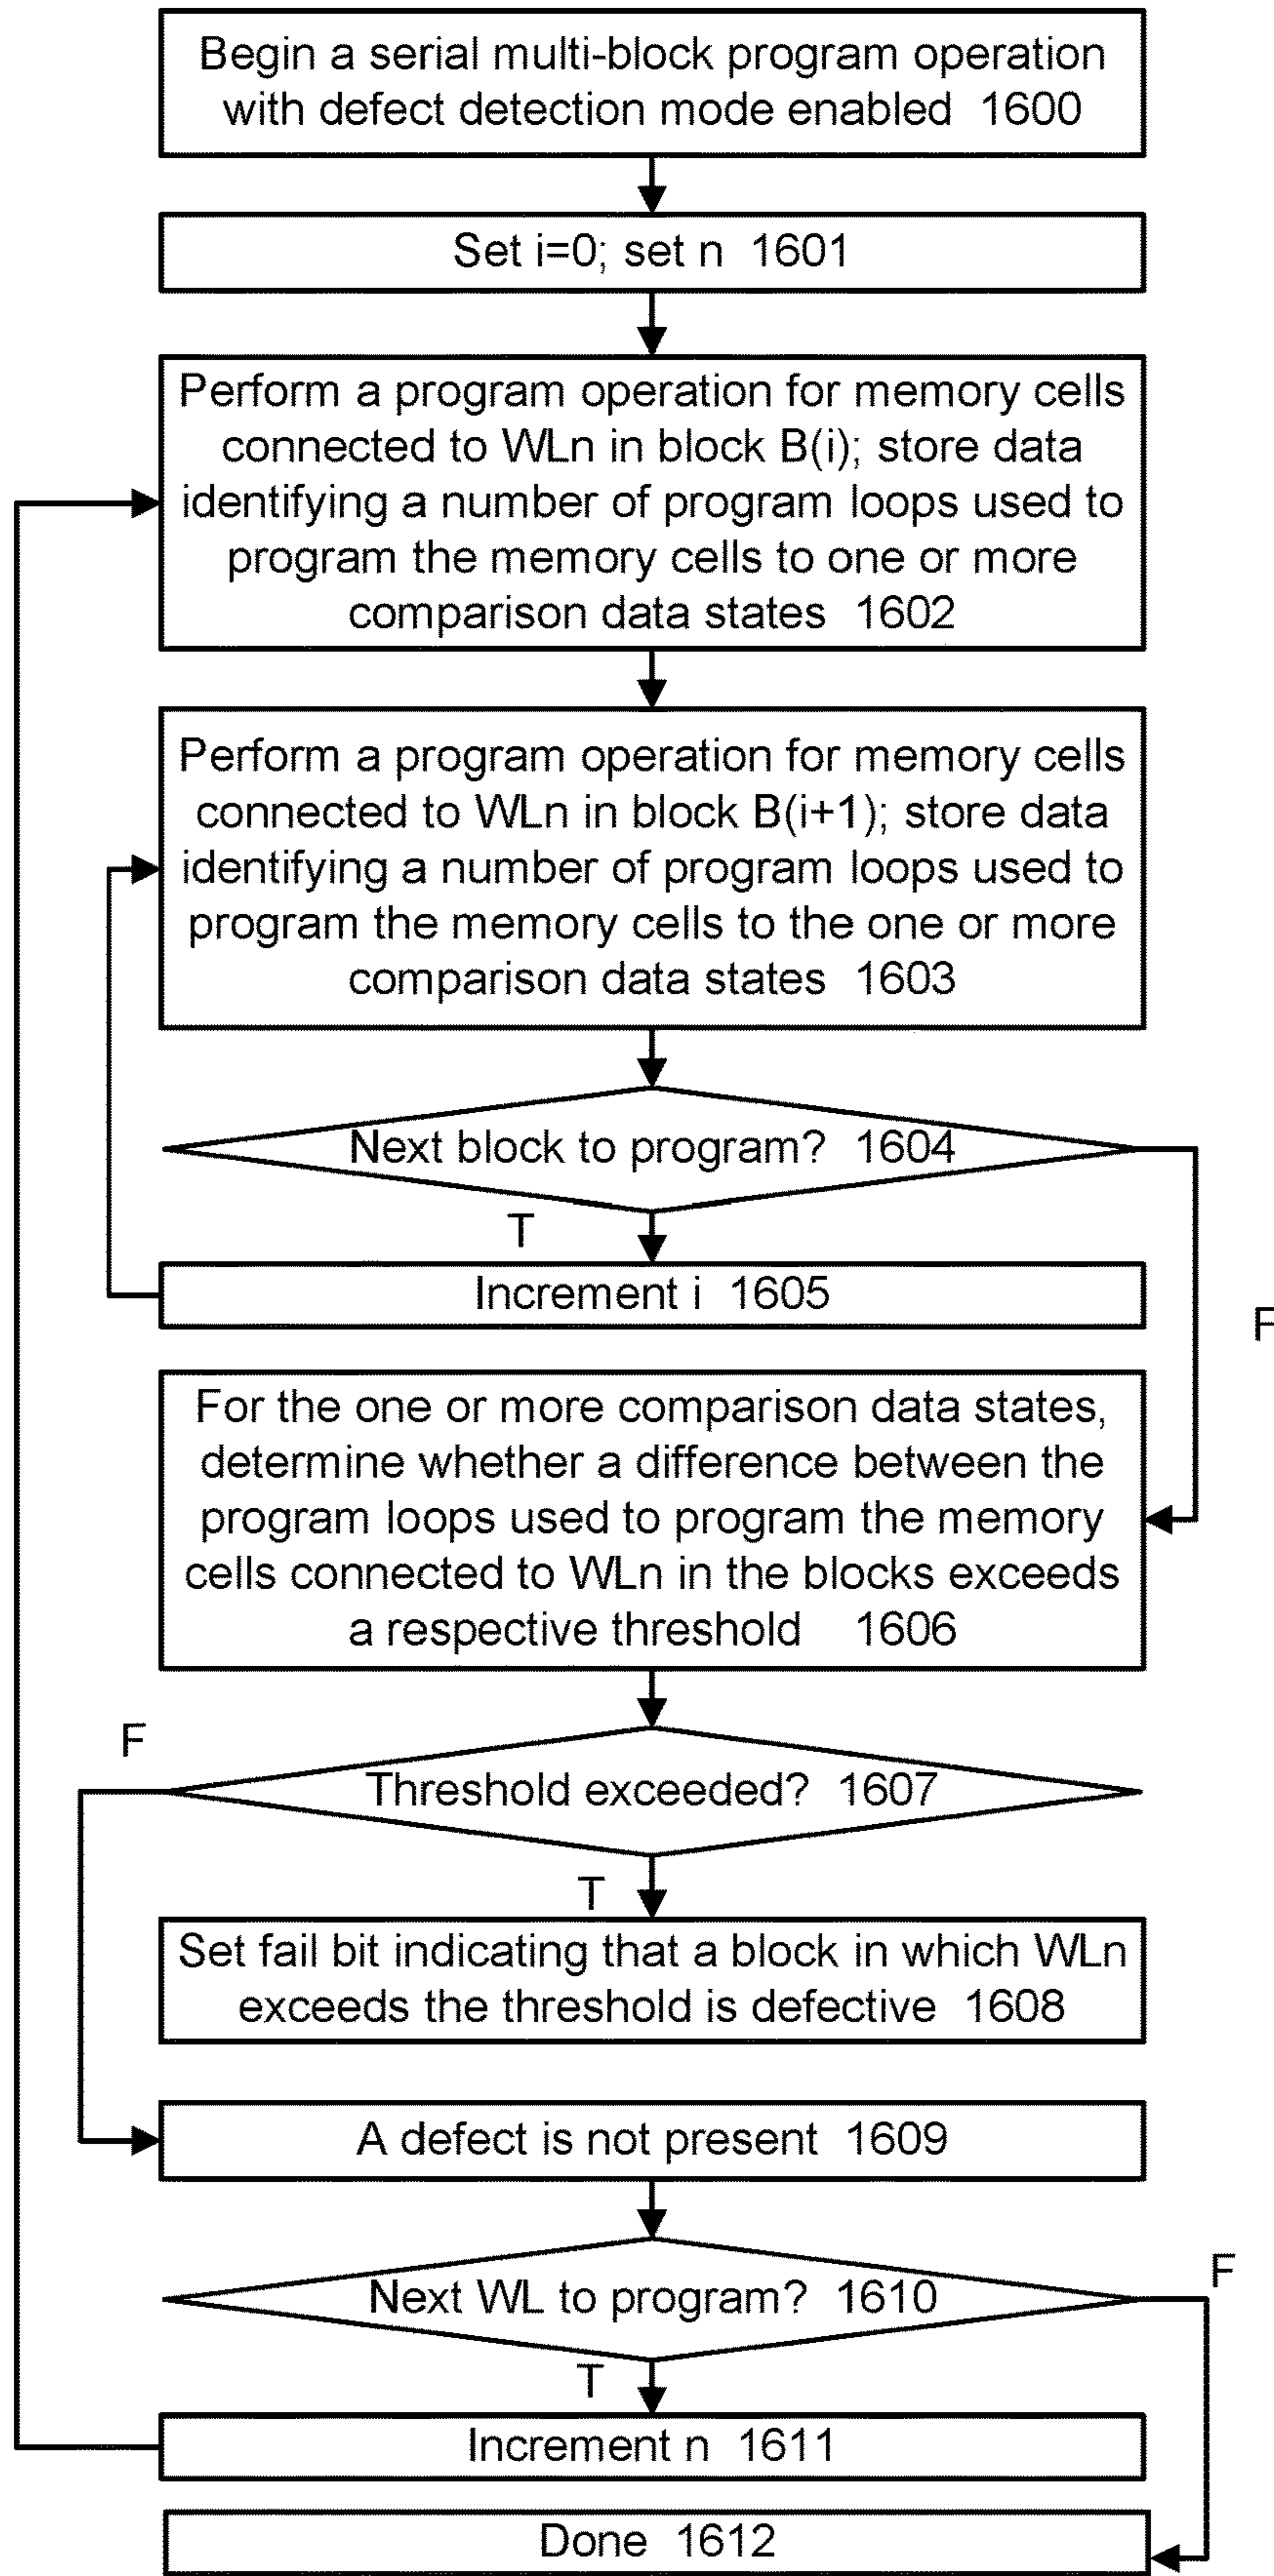 Begin a serial multi-block program operation
with defect detection mode enabled 1600
Set i=0; set n 1601
Perform a program operation for memory cells
connected to WLn in block B(i); store data
identifying a number of program loops used to
program the memory cells to one or more
comparison data states 1602
Perform a program operation for memory cells
connected to WLn in block B(i+1); store data
identifying a number of program loops used to
program the memory cells to the one or more
comparison data states 1603
Next block to program? 1604
T
Increment i 1605
F
For the one or more comparison data states,
determine whether a difference between the
program loops used to program the memory
cells connected to WLn in the blocks exceeds
a respective threshold 1606
F
Threshold exceeded? 1607
T
Set fail bit indicating that a block in which WLn
exceeds the threshold is defective 1608
A defect is not present 1609
F
Next WL to program? 1610
T
Increment n 1611
Done 1612